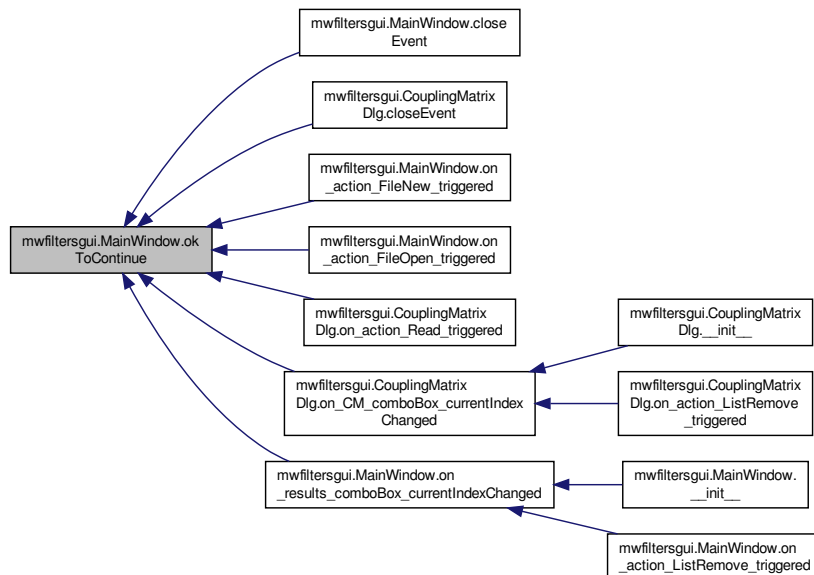 mwfiltersgui.MainWindow.close
Event
mwfiltersgui.CouplingMatrix
Dlg.closeEvent
mwfiltersgui.MainWindow.on
_action_FileNew_triggered
mwfiltersgui.MainWindow.ok
ToContinue
mwfiltersgui.MainWindow.on
_action_FileOpen_triggered
mwfiltersgui.CouplingMatrix
Dlg.on_action_Read_triggered
mwfiltersgui.CouplingMatrix
Dlg.__init__
mwfiltersgui.CouplingMatrix
Dlg.on_CM_comboBox_currentIndex
Changed
mwfiltersgui.CouplingMatrix
Dlg.on_action_ListRemove
_triggered
mwfiltersgui.MainWindow.on
_results_comboBox_currentIndexChanged
mwfiltersgui.MainWindow.
__init__
mwfiltersgui.MainWindow.on
_action_ListRemove_triggered